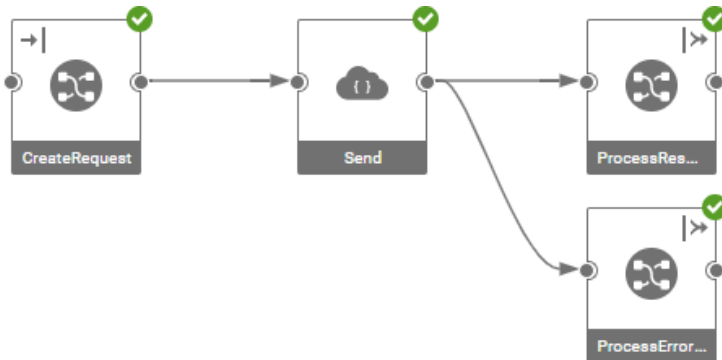 CreateRequest
{ }
Send
ProcessRes...
ProcessError...